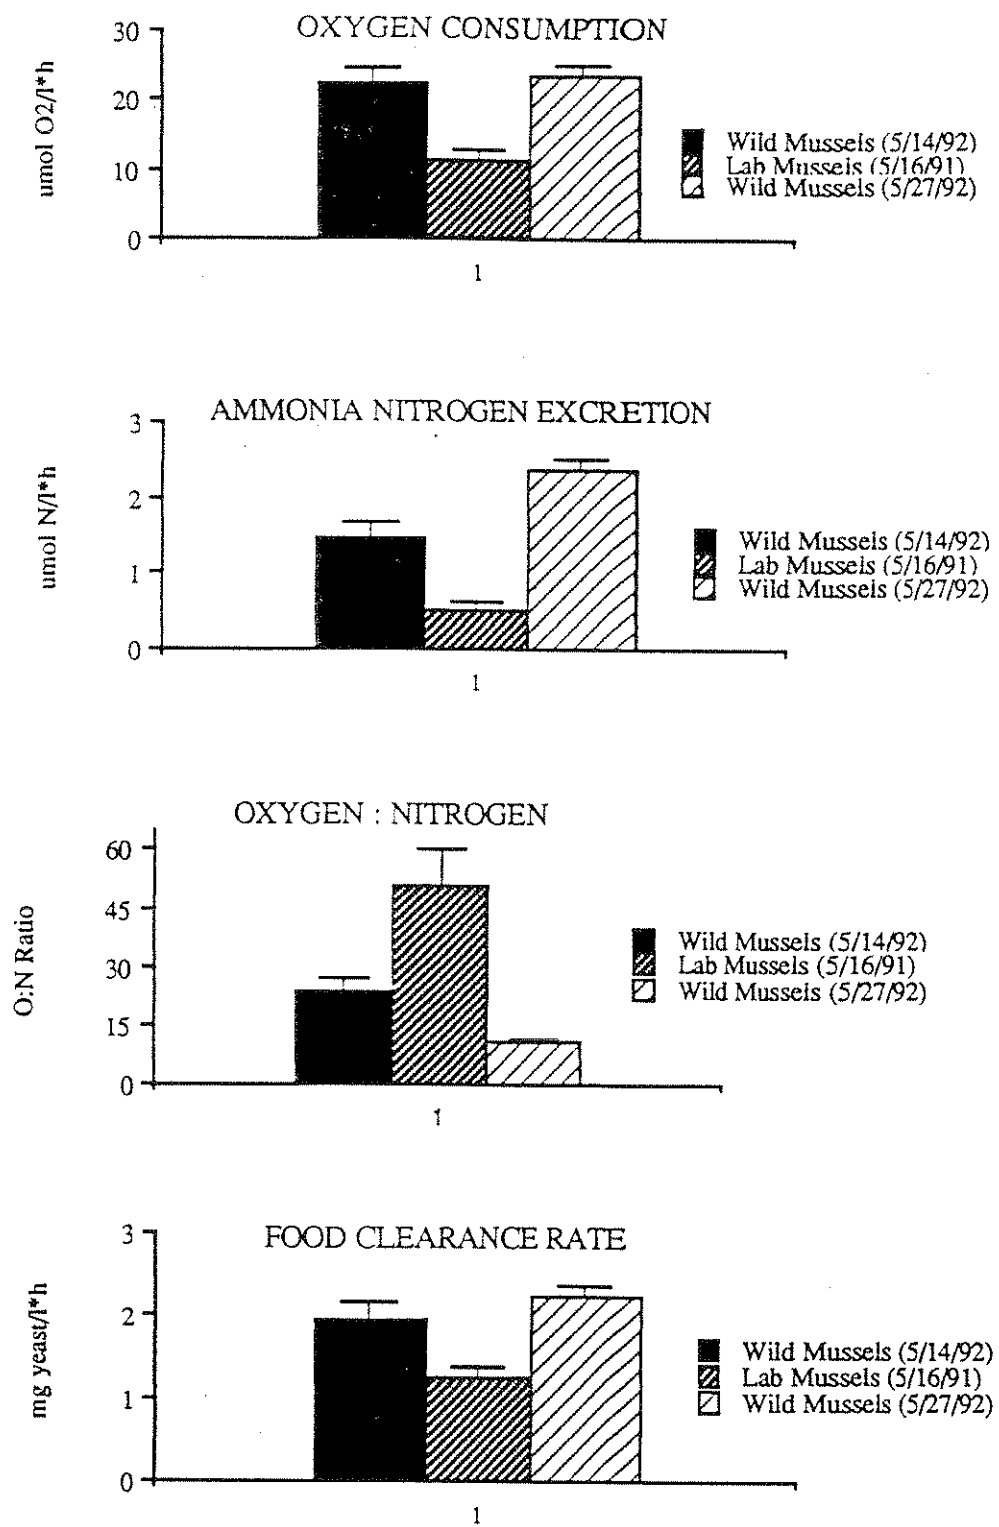 OXYGEN CONSUMPTION
umol O2/l*h
30
20
10
0
1
Wild Mussels (5/14/92)
Lab Mussels (5/16/91)
Wild Mussels (5/27/92)
AMMONIA NITROGEN EXCRETION
umol N/l*h
3
2
1
0
1
Wild Mussels (5/14/92)
Lab Mussels (5/16/91)
Wild Mussels (5/27/92)
OXYGEN : NITROGEN
O:N Ratio
60
45
30
15
0
1
Wild Mussels (5/14/92)
Lab Mussels (5/16/91)
Wild Mussels (5/27/92)
FOOD CLEARANCE RATE
mg yeast/l*h
3
2
1
0
1
Wild Mussels (5/14/92)
Lab Mussels (5/16/91)
Wild Mussels (5/27/92)